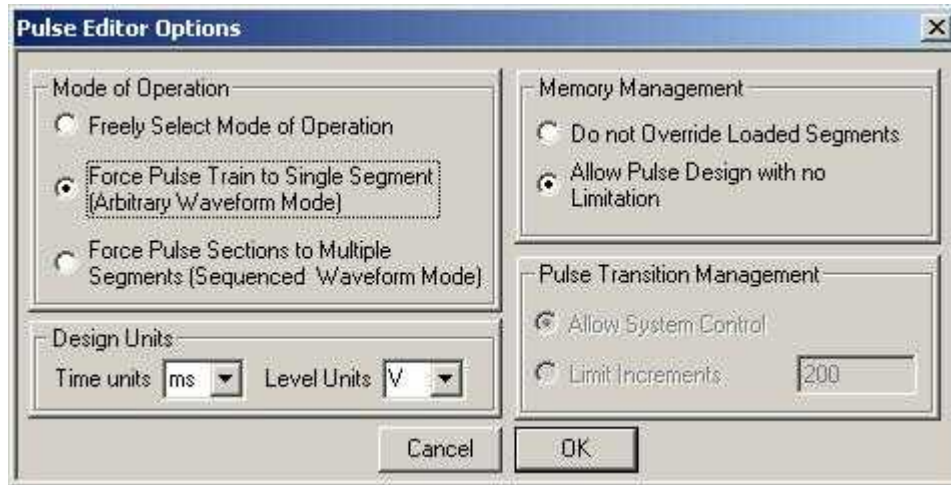 Pulse Editor Options
Mode of Operation
Freely Select Mode of Operation
Force Pulse Train to Single Segment
(Arbitrary Waveform Mode)
Force Pulse Sections to Multiple
Segments (Sequenced Waveform Mode)
Design Units
Time units ms Level Units V
Memory Management
Do not Override Loaded Segments
Allow Pulse Design with no
Limitation
Pulse Transition Management
Allow System Control
Limit Increments 200
Cancel OK